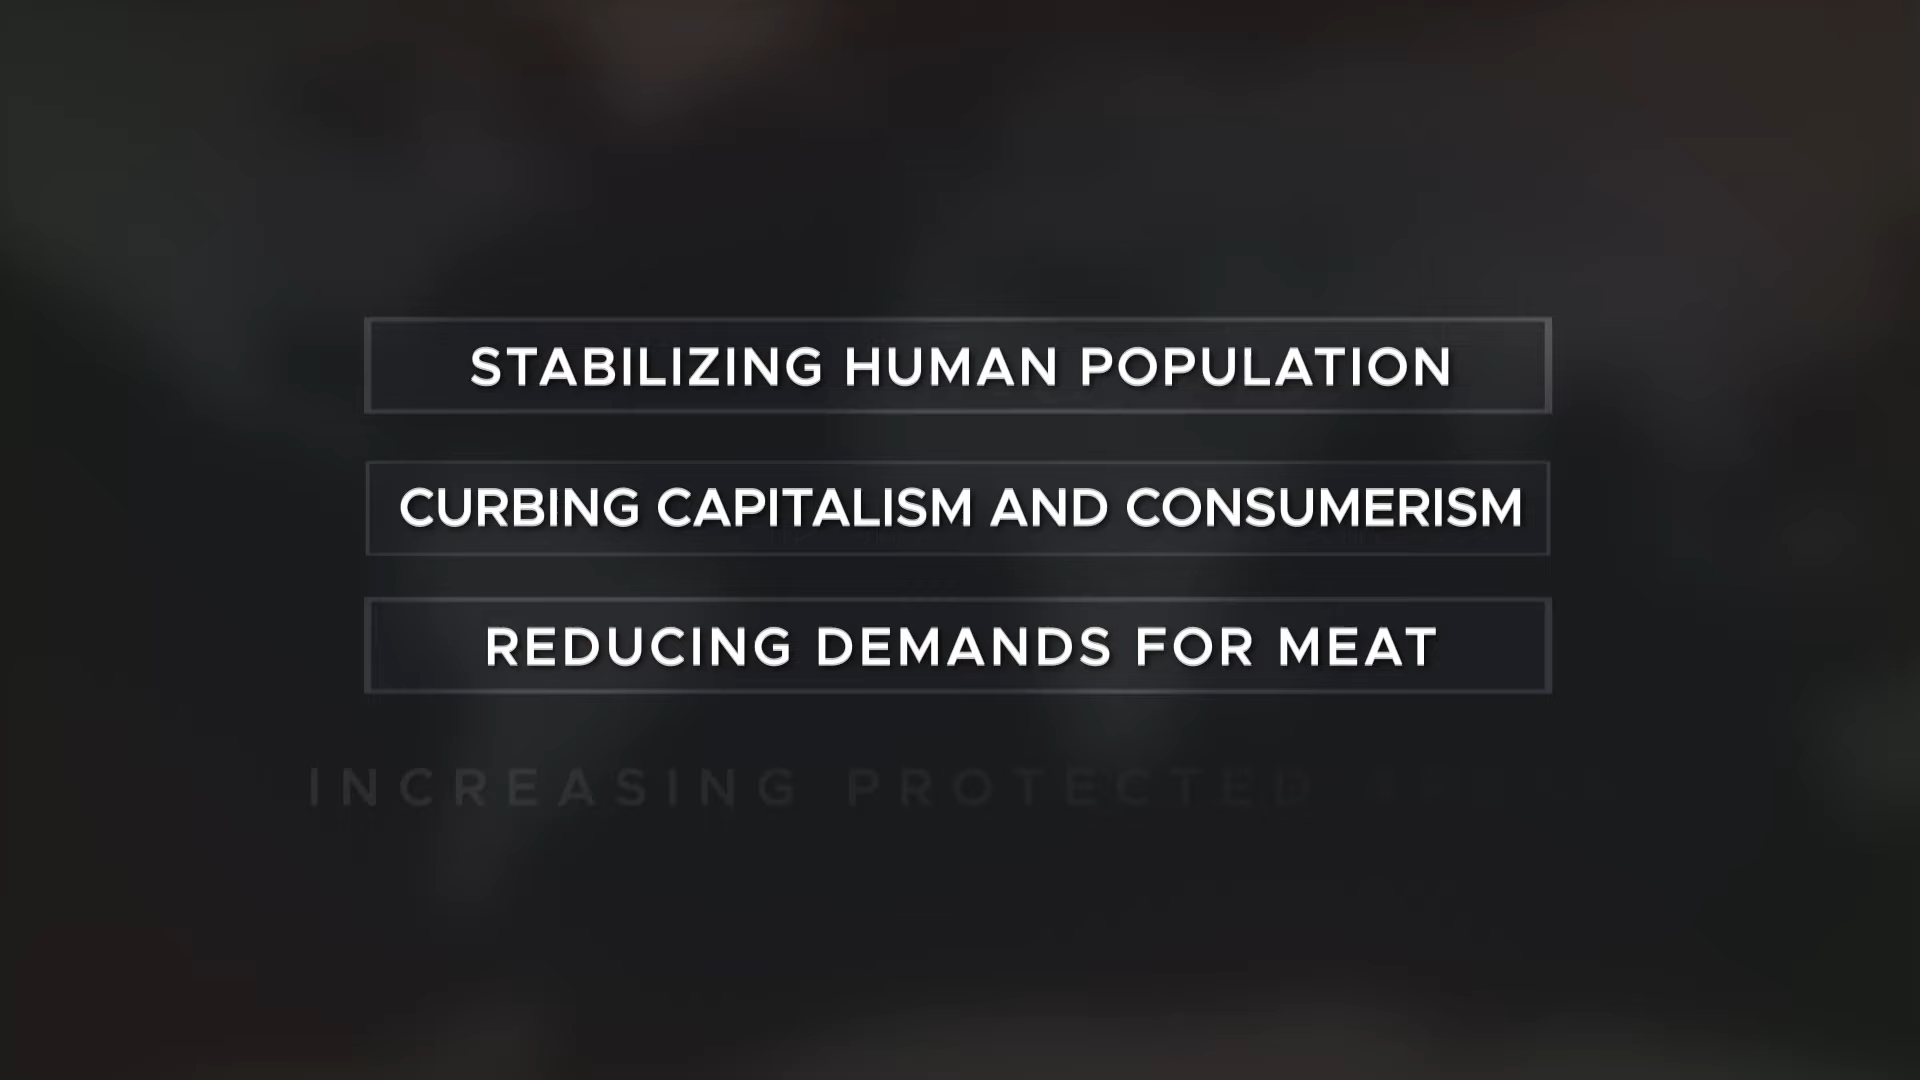 STABILIZING HUMAN POPULATION
CURBING CAPITALISM AND CONSUMERISM
REDUCING DEMANDS FOR MEAT
INCREASING PROTECTED